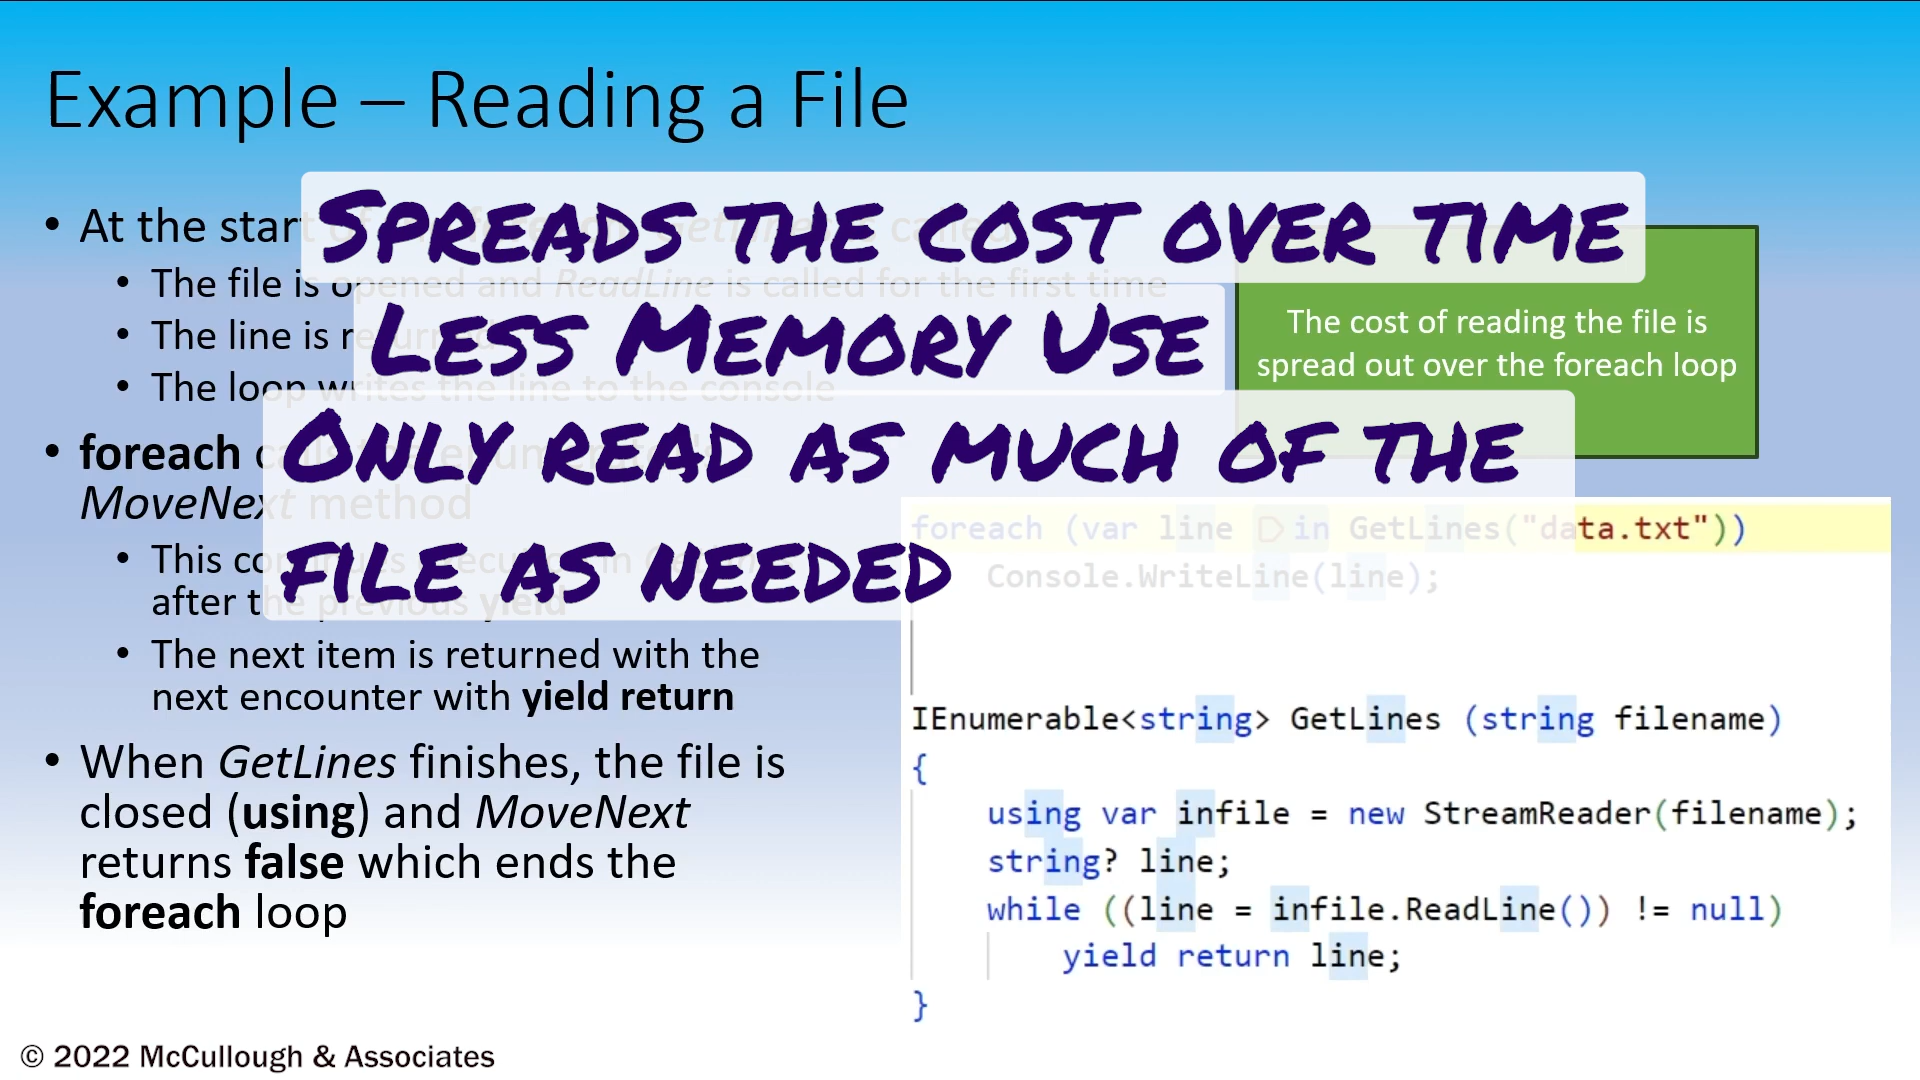 Example – Reading a File
SPREADS THE COST OVER TIME
LESS MEMORY USE
ONLY READ AS MUCH OF THE
FILE AS NEEDED
• At the start called
• The file is opened and ReadLine is called for the first time
• The line is returned
• The loop writes the line to the console
• foreach calls the enumerator's
MoveNext method
• This continues execution in
after the previous yield
• The next item is returned with the
next encounter with yield return
• When GetLines finishes, the file is
closed (using) and MoveNext
returns false which ends the
foreach loop
The cost of reading the file is
spread out over the foreach loop
foreach (var line in GetLines("data.txt"))
Console.WriteLine(line);
IEnumerable<string> GetLines (string filename)
{
using var infile = new StreamReader(filename);
string? line;
while ((line = infile.ReadLine()) != null)
yield return line;
}
© 2022 McCullough & Associates